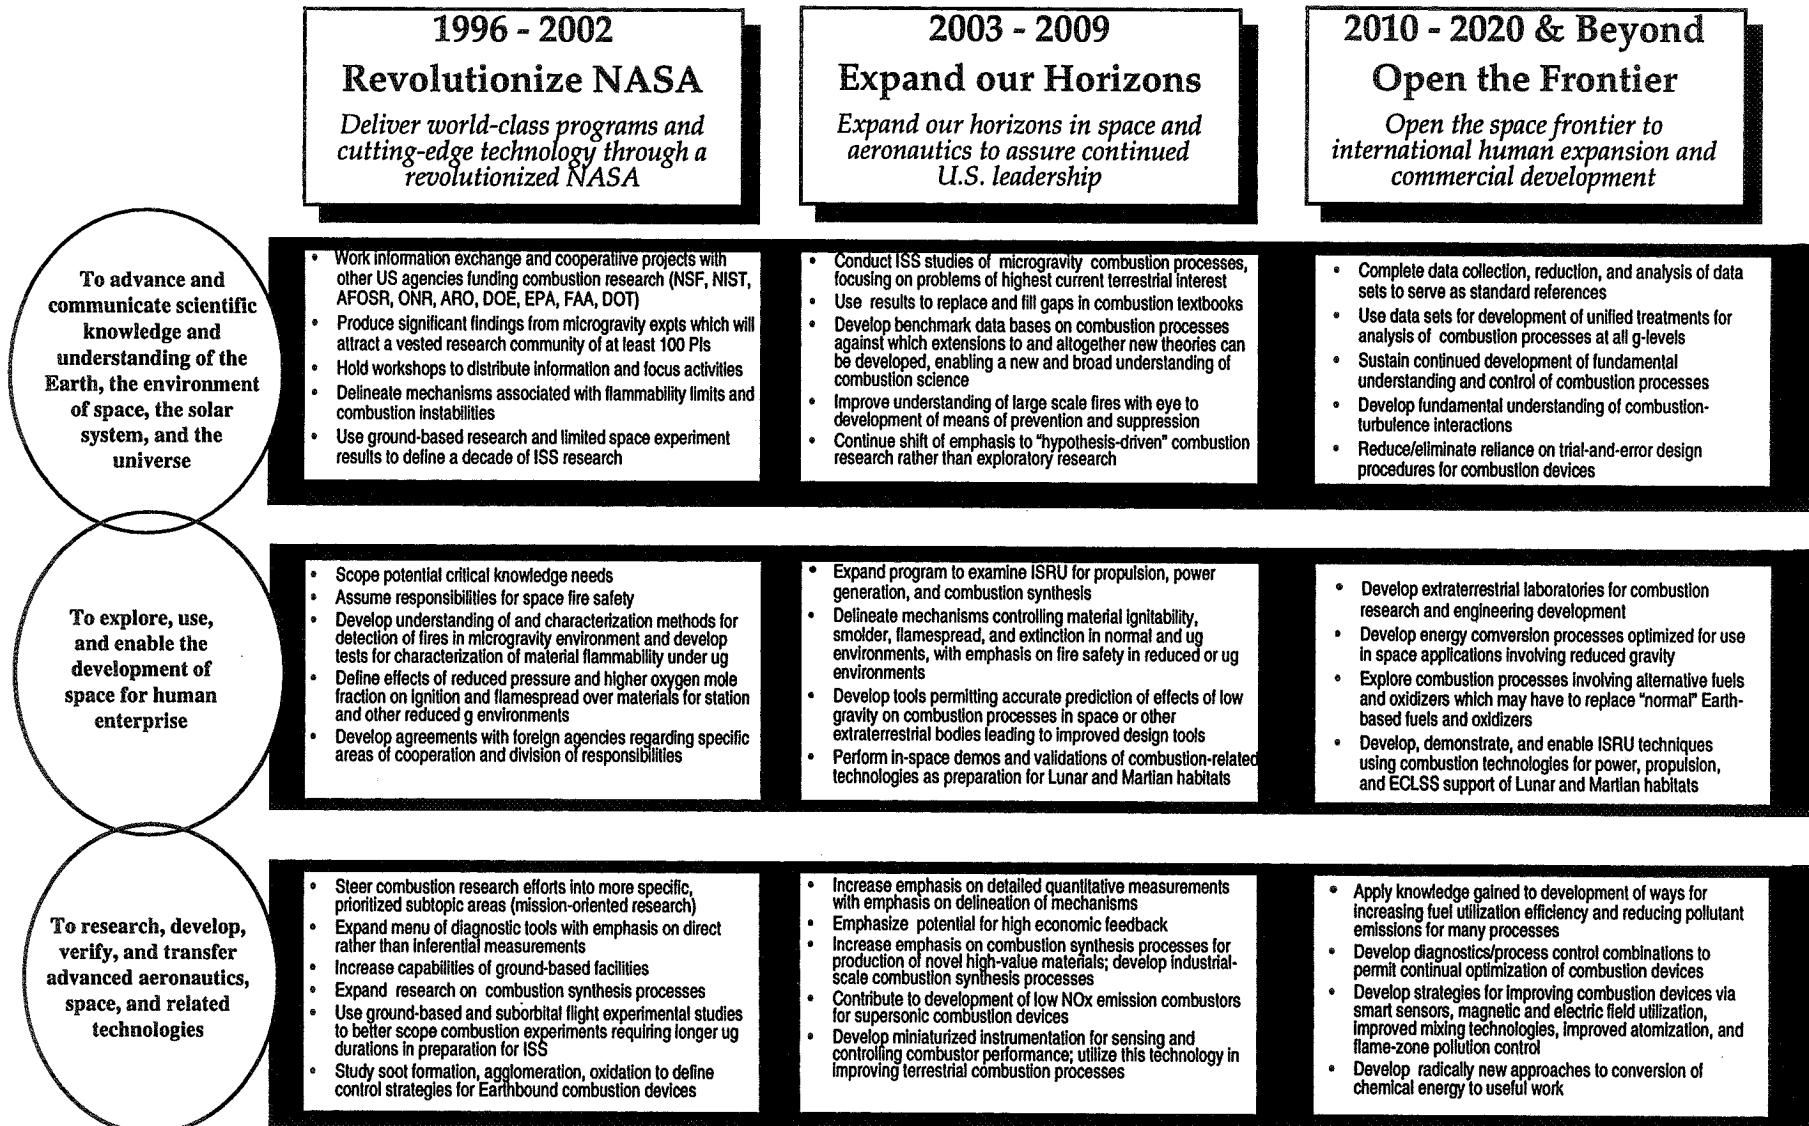 1996 - 2002
Revolutionize NASA
Deliver world-class programs and
cutting-edge technology through a
revolutionized NASA
2003 - 2009
Expand our Horizons
Expand our horizons in space and
aeronautics to assure continued
U.S. leadership
2010 - 2020 & Beyond
Open the Frontier
Open the space frontier to
international human expansion and
commercial development
To advance and
communicate scientific
knowledge and
understanding of the
Earth, the environment
of space, the solar
system, and the
universe
• Work information exchange and cooperatiive projects with
other US agencies funding combustion research (NSF, NIST,
AFOSR, ONR, ARO, DOE, EPA, FAA, DOT)
• Produce significant findings from microgravity expts which will
attract a vested research community of at least 100 PIs
• Hold workshops to distribute information and focus activities
• Delineate mechanisms associated with flammability limits and
combustion instabilities
• Use ground-based research and limited space experiment
results to define a decade of ISS research
• Conduct ISS studies of microgravity combustion processes,
focusing on problems of highest current terrestrial interest
• Use results to replace and fill gaps in combustion textbooks
• Develop benchmark data bases on combustion processes
against which extensions to and altogether new theories can
be developed, enabling a new and broad understanding of
combustion science
• Improve understanding of large scale fires with eye to
development of means of prevention and suppression
• Continue shift of emphasis to "hypothesis-driven" combustion
research rather than exploratory research
• Complete data collection, reduction, and analysis of data
sets to serve as standard references
• Use data sets for development of unified treatments for
analysis of combustion processes at all g-levels
• Sustain continued development of fundamental
understanding and control of combustion processes
• Develop fundamental understanding of combustion-
turbulence interactions
• Reduce/eliminate reliance on trial-and-error design
procedures for combustion devices
To explore, use,
and enable the
development of
space for human
enterprise
• Scope potential critical knowledge needs
• Assume responsibilities for space fire safety
• Develop understanding of and characterization methods for
detection of fires in microgravity environment and develop
tests for characterization of material flammability under ug
• Define effects of reduced pressure and higher oxygen mole
fraction on ignition and flamespread over materials for station
and other reduced g environments
• Develop agreements with foreign agencies regarding specific
areas of cooperation and division of responsibilities
• Expand program to examine ISRU for propulsion, power
generation, and combustion synthesis
• Delineate mechanisms controlling material ignitability,
smolder, flamespread, and extinction in normal and ug
environments, with emphasis on fire safety in reduced or ug
environments
• Develop tools permitting accurate prediction of effects of low
gravity on combustion processes in space or other
extraterrestrial bodies leading to improved design tools
• Perform in-space demos and validations of combustion-related
technologies as preparation for Lunar and Martian habitats
• Develop extraterrestrial laboratories for combustion
research and engineering development
• Develop energy comversion processes optimized for use
in space applications involving reduced gravity
• Explore combustion processes involving alternative fuels
and oxidizers which may have to replace "normal" Earth-
based fuels and oxidizers
• Develop, demonstrate, and enable ISRU techniques
using combustion technologies for power, propulsion,
and ECLSS support of Lunar and Martian habitats
To research, develop,
verify, and transfer
advanced aeronautics,
space, and related
technologies
• Steer combustion research efforts into more specific,
prioritized subtopic areas (mission-oriented research)
• Expand menu of diagnostic tools with emphasis on direct
rather than inferential measurements
• Increase capabilities of ground-based facilities
• Expand research on combustion synthesis processes
• Use ground-based and suborbital flight experimental studies
to better scope combustion experiments requiring longer ug
durations in preparation for ISS
• Study soot formation, agglomeration, oxidation to define
control strategies for Earthbound combustion devices
• Increase emphasis on detailed quantitative measurements
with emphasis on delineation of mechanisms
• Emphasize potential for high economic feedback
• Increase emphasis on combustion synthesis processes for
production of novel high-value materials; develop industrial-
scale combustion synthesis processes
• Contribute to development of low NOx emission combustors
for supersonic combustion devices
• Develop miniaturized instrumentation for sensing and
controlling combustor performance; utilize this technology in
improving terrestrial combustion processes
• Apply knowledge gained to development of ways for
increasing fuel utilization efficiency and reducing pollutant
emissions for many processes
• Develop diagnostics/process control combinations to
permit continual optimization of combustion devices
• Develop strategies for improving combustion devices via
smart sensors, magnetic and electric field utilization,
improved mixing technologies, improved atomization, and
flame-zone pollution control
• Develop radically new approaches to conversion of
chemical energy to useful work